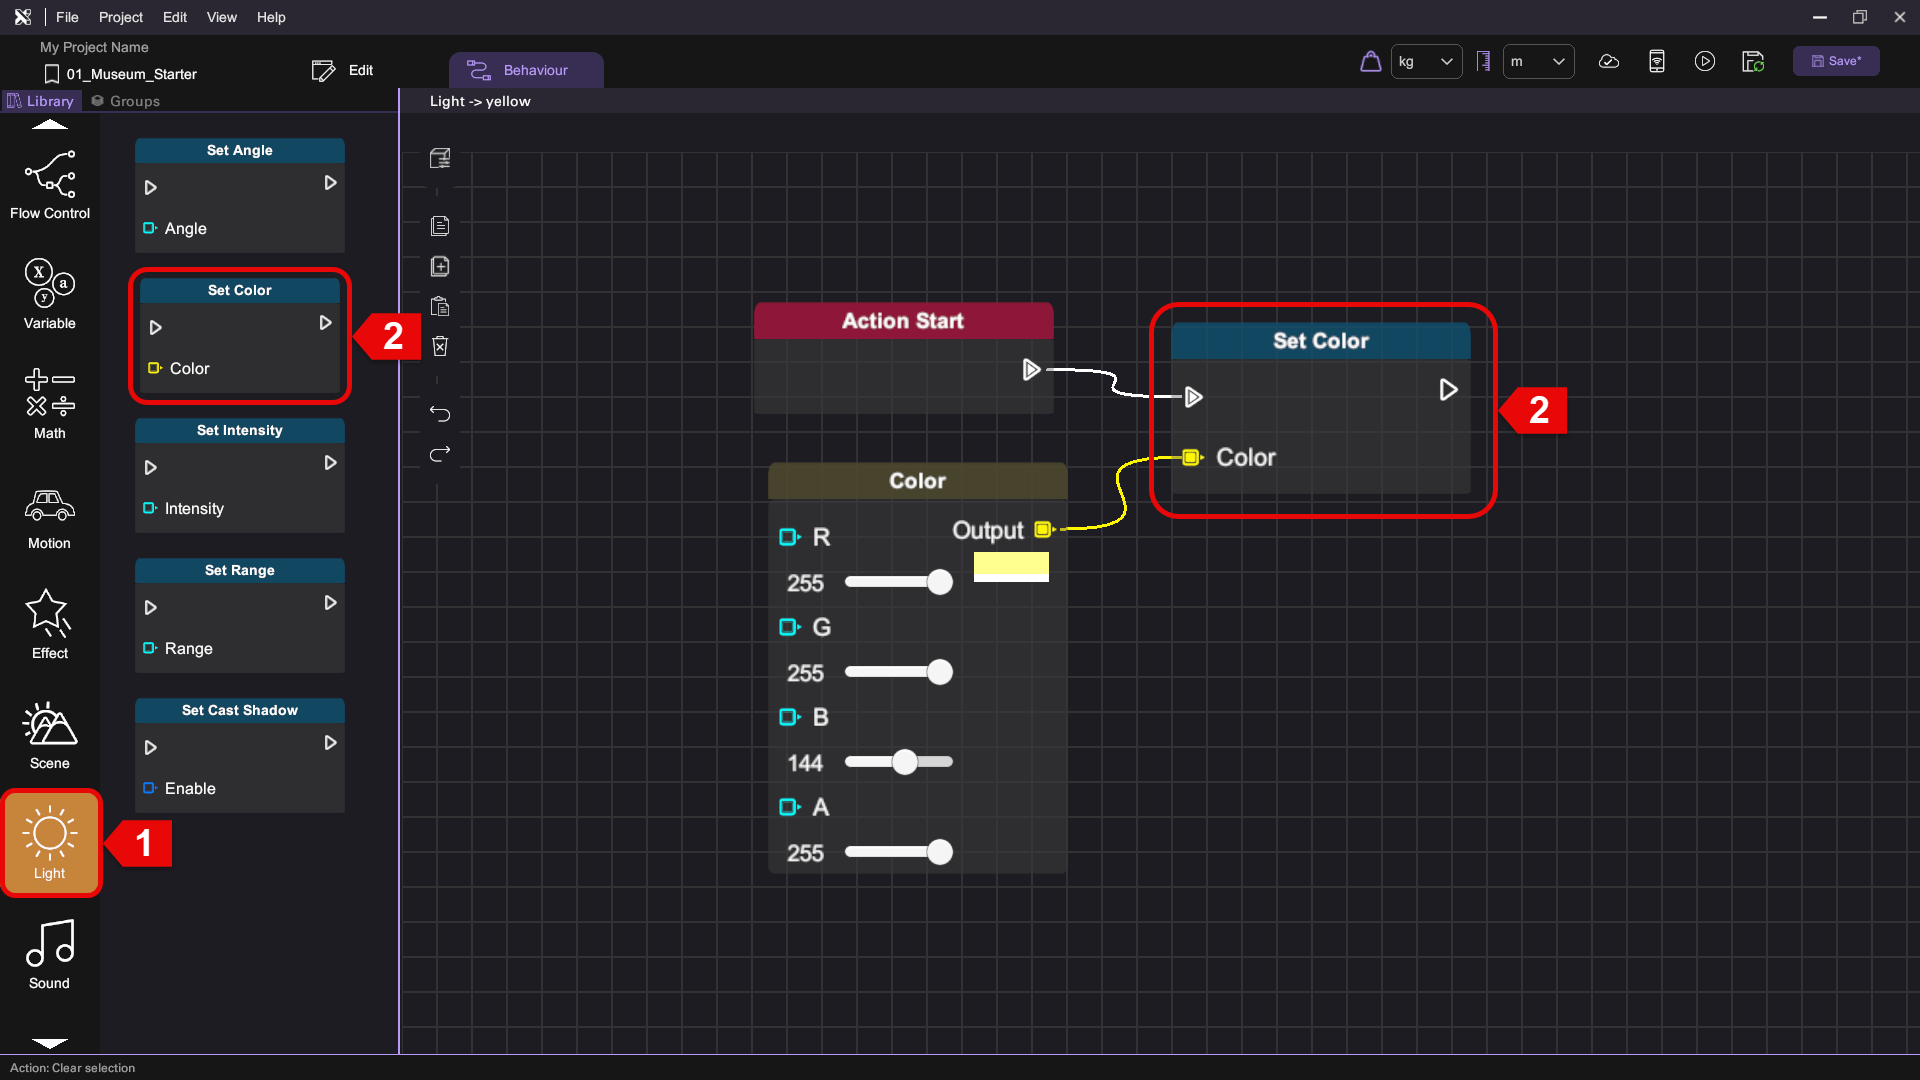 File Project Edit View Help
My Project Name
01_Museum_Starter
Edit
Behaviour
kg
m
Save*
Library
Groups
Light -> yellow
Flow Control
Variable
X
a
y
Math
Motion
Effect
Scene
Light
1
Sound
Set Angle
Angle
Set Color
Color
2
Set Intensity
Intensity
Set Range
Range
Set Cast Shadow
Enable
Action Start
Set Color
Color
2
Color
Output
R
255
G
255
B
144
A
255
Action: Clear selection